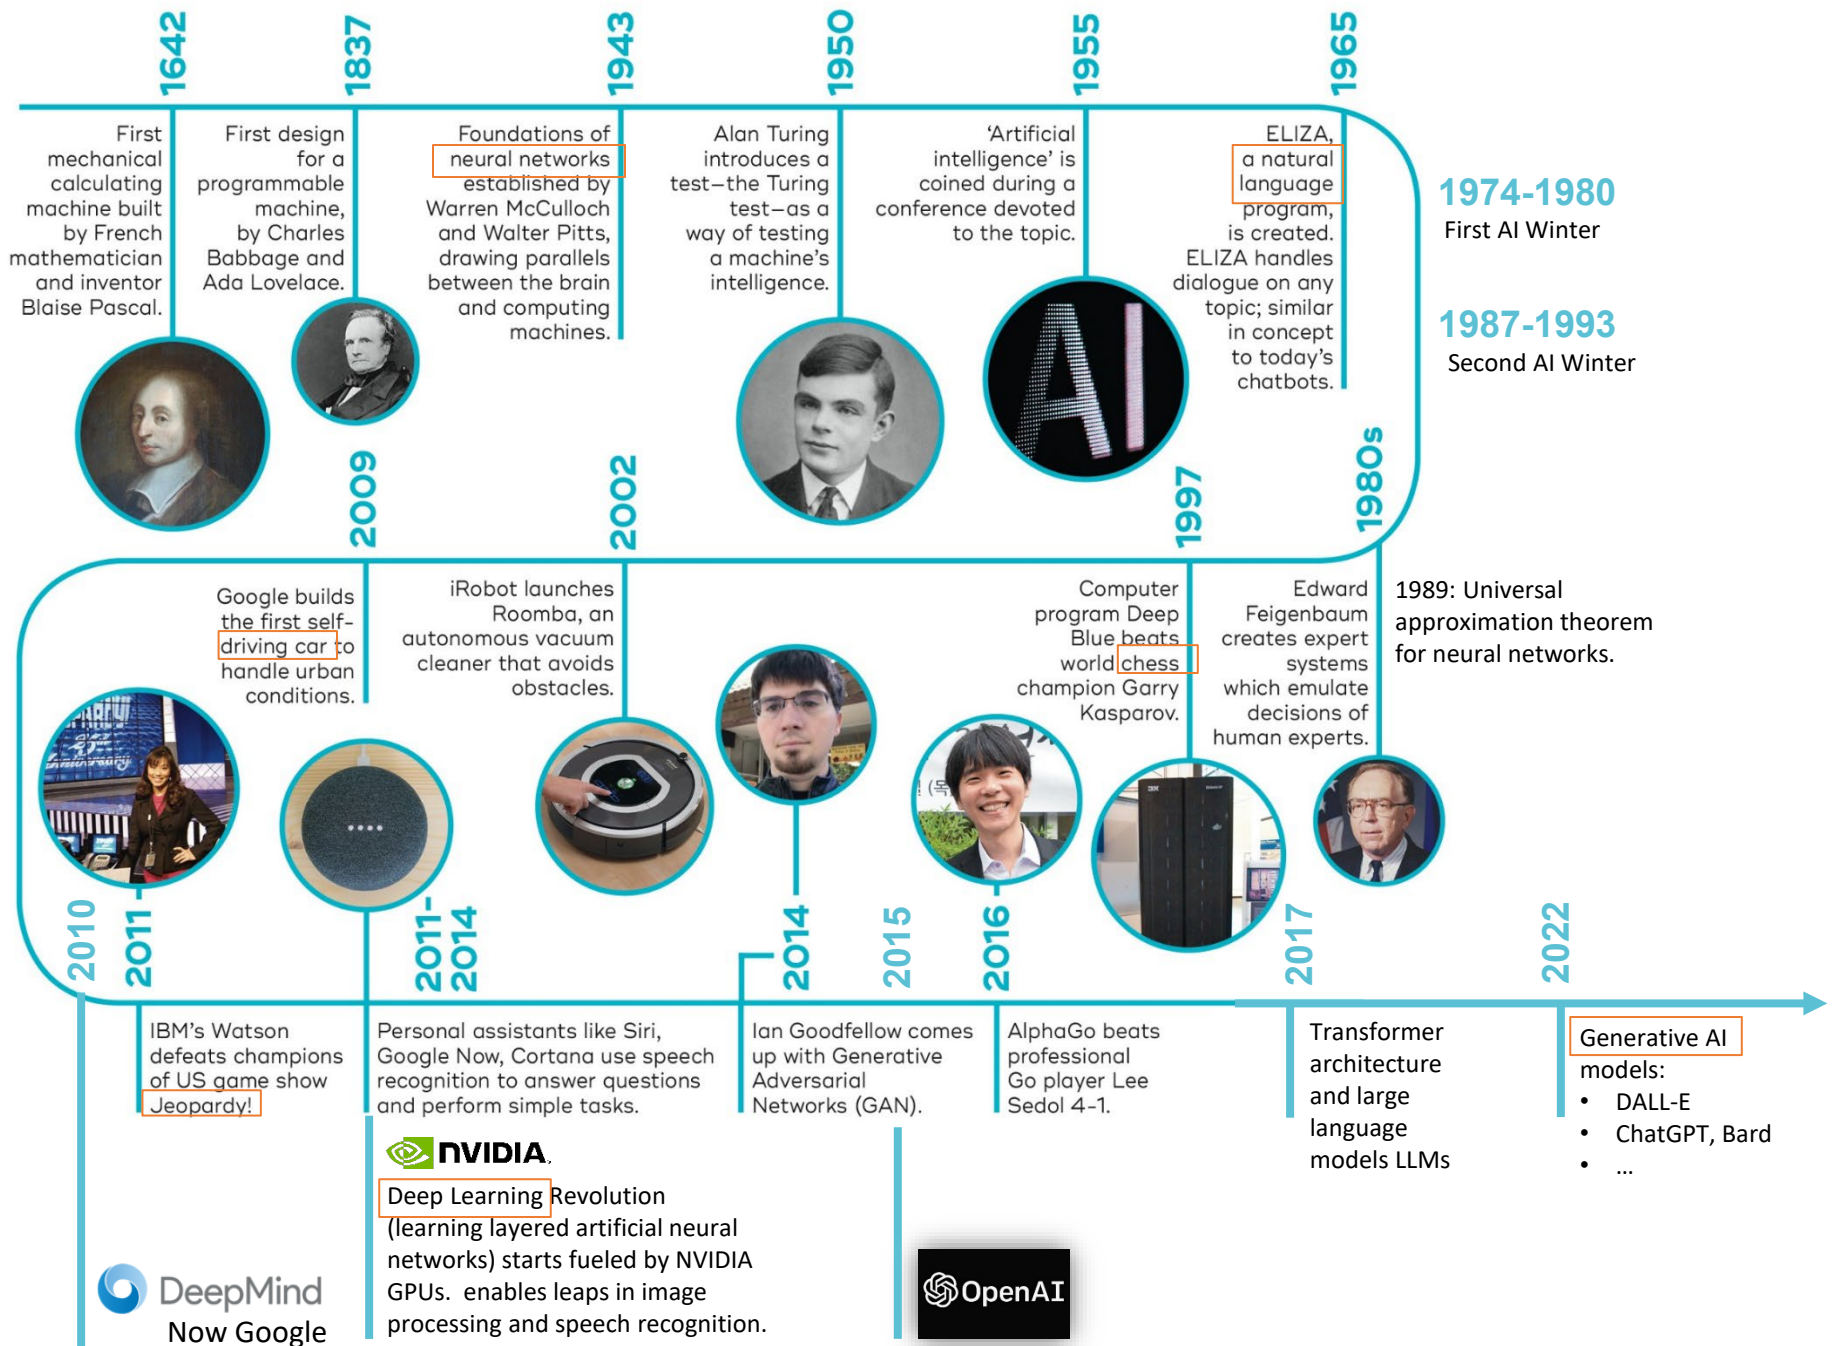 1642
1837
1943
1950
1955
1965
First
mechanical
calculating
machine built
by French
mathematician
and inventor
Blaise Pascal.
First design
for a
programmable
machine,
by Charles
Babbage and
Ada Lovelace.
Foundations of
neural networks
established by
Warren McCulloch
and Walter Pitts,
drawing parallels
between the brain
and computing
machines.
Alan Turing
introduces a
test—the Turing
test—as a
way of testing
a machine's
intelligence.
'Artificial
intelligence' is
coined during a
conference devoted
to the topic.
AI
ELIZA,
a natural
language
program,
is created.
ELIZA handles
dialogue on any
topic; similar
in concept
to today's
chatbots.
1974-1980
First AI Winter
1987-1993
Second AI Winter
2009
2002
1997
1980s
Google builds
the first self-
driving car to
handle urban
conditions.
iRobot launches
Roomba, an
autonomous vacuum
cleaner that avoids
obstacles.
Computer
program Deep
Blue beats
world chess
champion Garry
Kasparov.
Edward
Feigenbaum
creates expert
systems
which emulate
decisions of
human experts.
1989: Universal
approximation theorem
for neural networks.
IBM
2010
2011
2011-
2014
2014
2015
2016
2017
2022
IBM's Watson
defeats champions
of US game show
Jeopardy!
Personal assistants like Siri,
Google Now, Cortana use speech
recognition to answer questions
and perform simple tasks.
Ian Goodfellow comes
up with Generative
Adversarial
Networks (GAN).
AlphaGo beats
professional
Go player Lee
Sedol 4-1.
Transformer
architecture
and large
language
models LLMs
Generative AI
models:
• DALL-E
• ChatGPT, Bard
• ...
NVIDIA.
Deep Learning Revolution
(learning layered artificial neural
networks) starts fueled by NVIDIA
GPUs. enables leaps in image
processing and speech recognition.
DeepMind
Now Google
OpenAI